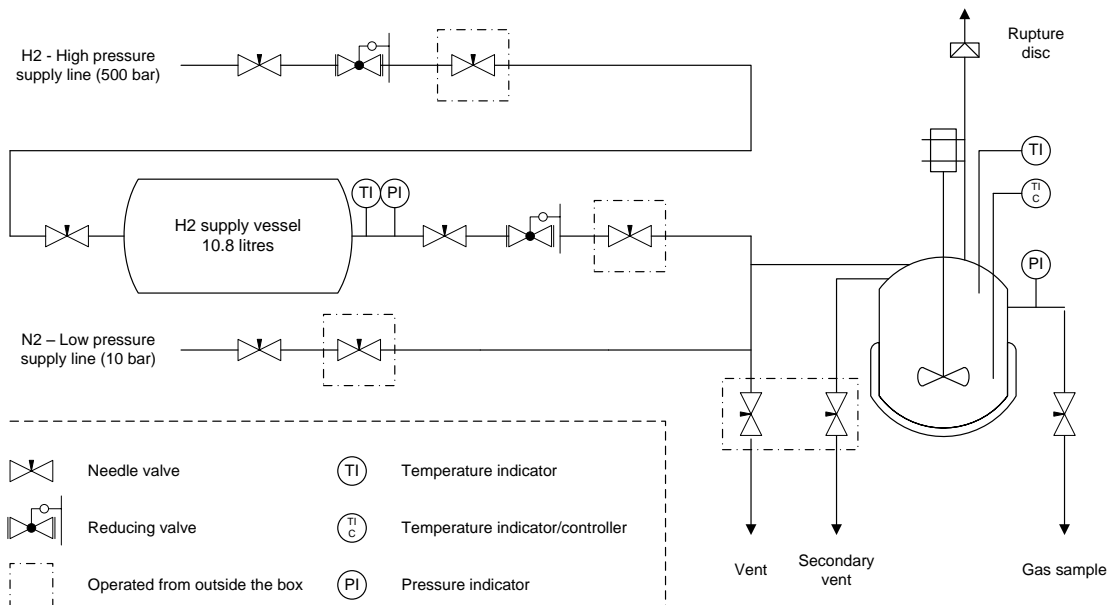 H2 - High pressure
supply line (500 bar)
Rupture
disc
TI
TI
C
H2 supply vessel
10.8 litres
TI
PI
PI
N2 – Low pressure
supply line (10 bar)
Needle valve
TI
Temperature indicator
Reducing valve
TI
C
Temperature indicator/controller
Operated from outside the box
PI
Pressure indicator
Vent
Secondary
vent
Gas sample